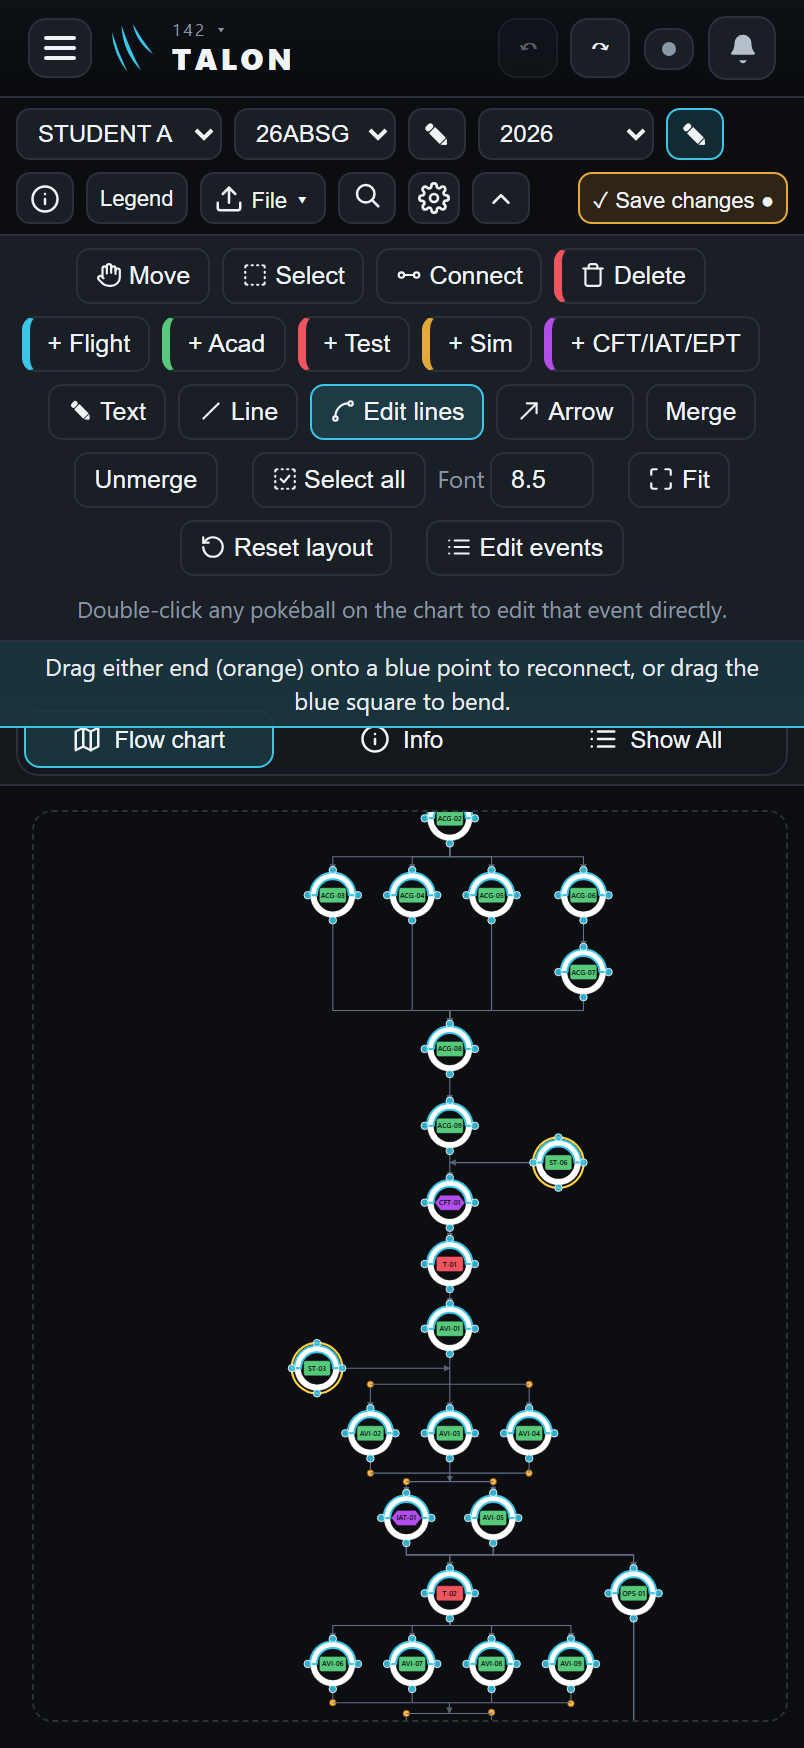 142
TALON
STUDENT A
26ABSG
2026
Legend
File
✓ Save changes ●
Move
Select
Connect
Delete
+ Flight
+ Acad
+ Test
+ Sim
+ CFT/IAT/EPT
Text
Line
Edit lines
Arrow
Merge
Unmerge
Select all
Font
8.5
Fit
Reset layout
Edit events
Double-click any pokéball on the chart to edit that event directly.
Drag either end (orange) onto a blue point to reconnect, or drag the
blue square to bend.
Flow chart
Info
Show All
ACG-02
ACG-03
ACG-04
ACG-05
ACG-06
ACG-07
ACG-08
ACG-09
ST-06
CFT-01
T-01
AVI-01
ST-03
AVI-02
AVI-03
AVI-04
IAT-01
AVI-05
T-02
OPS-01
AVI-06
AVI-07
AVI-08
AVI-09